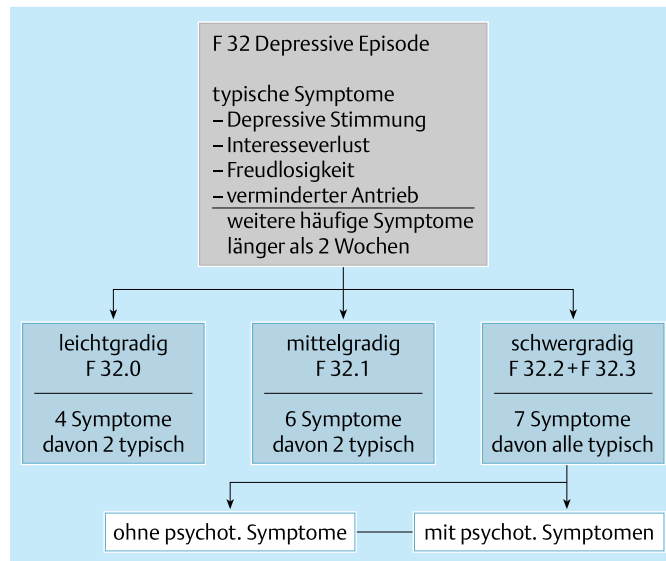 F 32 Depressive Episode
typische Symptome
– Depressive Stimmung
– Interesseverlust
– Freudlosigkeit
– verminderter Antrieb
weitere häufige Symptome
länger als 2 Wochen
leichtgradig
F 32.0
4 Symptome
davon 2 typisch
mittelgradig
F 32.1
6 Symptome
davon 2 typisch
schwergradig
F 32.2 + F 32.3
7 Symptome
davon alle typisch
ohne psychot. Symptome
mit psychot. Symptomen